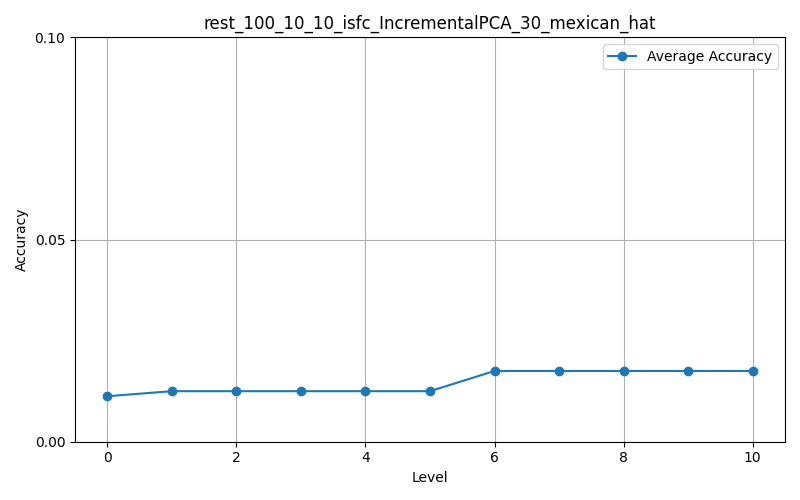 rest_100_10_10_isfc_IncrementalPCA_30_mexican_hat
Average Accuracy
Accuracy
0.10
0.05
0.00
0 2 4 6 8 10
Level